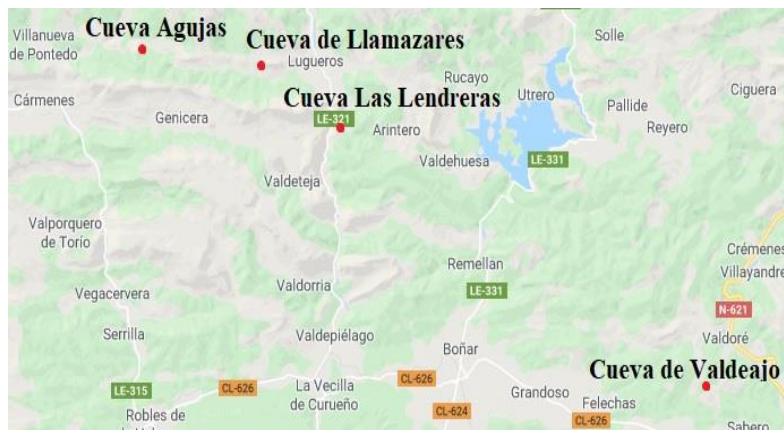 Cueva Agujas
Villanueva
de Pontedo
Cueva de Llamazares
Lugueros
Solle
Rucayo
Utrero
Ciguera
Cármenes
Cueva Las Lendreras
Pallide
Genicera
LE-321
Arintero
Reyero
Valdehuesa
LE-331
Valdeteja
Valporquero
de Torío
Crémenes
Remellan
Villayandre
Valdorria
Vegacervera
LE-331
N-621
Serrilla
Valdepiélago
Valdoré
Boñar
Cueva de Valdeajo
LE-315
CL-626
La Vecilla
de Curueño
CL-626
Grandoso
Felechas
Robles de
CL-624
CL-626
Sabero